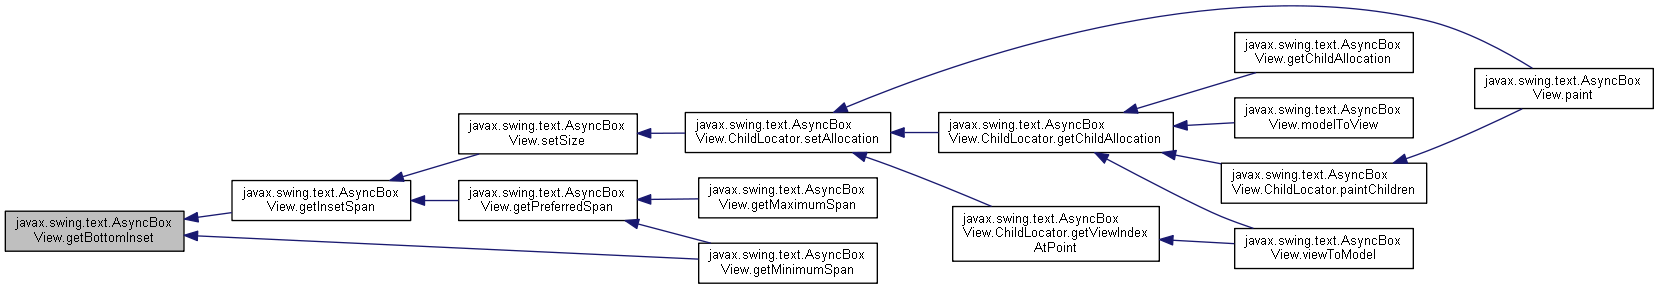 javax.swing.text.AsyncBox
View.getBottomInset
javax.swing.text.AsyncBox
View.getInsetSpan
javax.swing.text.AsyncBox
View.setSize
javax.swing.text.AsyncBox
View.getPreferredSpan
javax.swing.text.AsyncBox
View.ChildLocator.setAllocation
javax.swing.text.AsyncBox
View.getMaximumSpan
javax.swing.text.AsyncBox
View.getMinimumSpan
javax.swing.text.AsyncBox
View.ChildLocator.getChildAllocation
javax.swing.text.AsyncBox
View.ChildLocator.getViewIndex
AtPoint
javax.swing.text.AsyncBox
View.getChildAllocation
javax.swing.text.AsyncBox
View.modelToView
javax.swing.text.AsyncBox
View.ChildLocator.paintChildren
javax.swing.text.AsyncBox
View.viewToModel
javax.swing.text.AsyncBox
View.paint